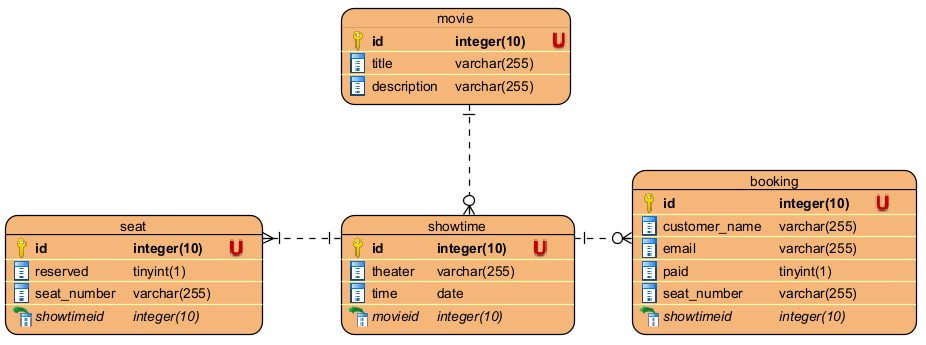 movie
id integer(10) U
title varchar(255)
description varchar(255)
seat
id integer(10) U
reserved tinyint(1)
seat_number varchar(255)
showtimeid integer(10)
showtime
id integer(10) U
theater varchar(255)
time date
movieid integer(10)
booking
id integer(10) U
customer_name varchar(255)
email varchar(255)
paid tinyint(1)
seat_number varchar(255)
showtimeid integer(10)